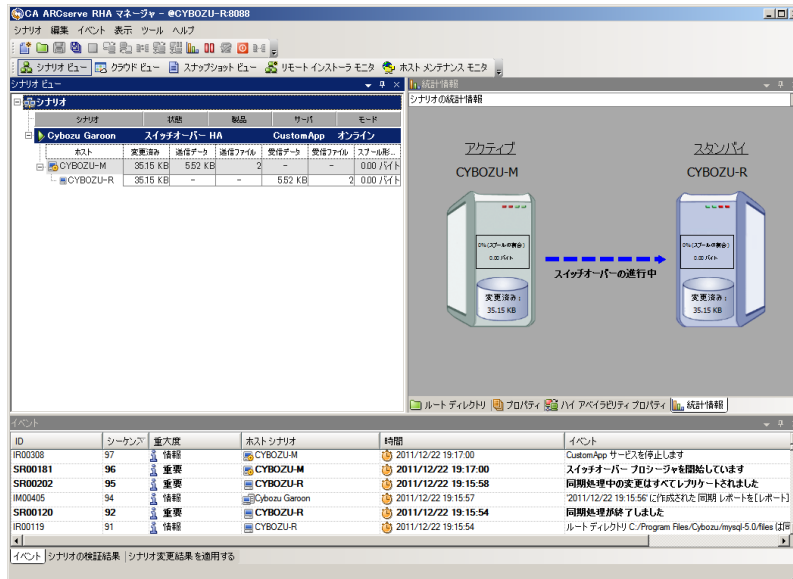 CA ARCserve RHA マネージャ - @CYBOZU-R:8088
シナリオ 編集 イベント 表示 ツール ヘルプ
シナリオ ビュー クラウド ビュー スナップショット ビュー リモート インストーラ モニタ ホスト メンテナンス モニタ
シナリオ ビュー
シナリオ
シナリオ 状態 製品 サーバ モード
Cybozu Garoon スイッチオーバー HA CustomApp オンライン
ホスト 変更済み 送信データ 送信ファイル 受信データ 受信ファイル スプール形...
CYBOZU-M 35.15 KB 5.52 KB 2 - - 0.00 バイト
CYBOZU-R 35.15 KB - - 5.52 KB 2 0.00 バイト
統計情報
シナリオの統計情報
アクティブ スタンバイ
CYBOZU-M CYBOZU-R
0% (スプールの割合)
0.00 バイト
0% (スプールの割合)
0.00 バイト
スイッチオーバーの進行中
変更済み:
35.15 KB
変更済み:
35.15 KB
ルート ディレクトリ プロパティ ハイ アベイラビリティ プロパティ 統計情報
イベント
ID シーケンス 重大度 ホスト シナリオ 時間 イベント
IR00308 97 情報 CYBOZU-M 2011/12/22 19:17:00 CustomApp サービスを停止します
SR00181 96 重要 CYBOZU-M 2011/12/22 19:17:00 スイッチオーバー プロシージャを開始しています
SR00202 95 重要 CYBOZU-R 2011/12/22 19:15:58 同期処理中の変更はすべてレプリケートされました
IM00405 94 情報 Cybozu Garoon 2011/12/22 19:15:57 '2011/12/22 19:15:56' に作成された 同期 レポートを [レポート]
SR00120 92 重要 CYBOZU-R 2011/12/22 19:15:54 同期処理が終了しました
IR00119 91 情報 CYBOZU-R 2011/12/22 19:15:54 ルート ディレクトリ C:/Program Files/Cybozu/mysql-5.0/files は
イベント シナリオの検証結果 シナリオ変更結果を適用する